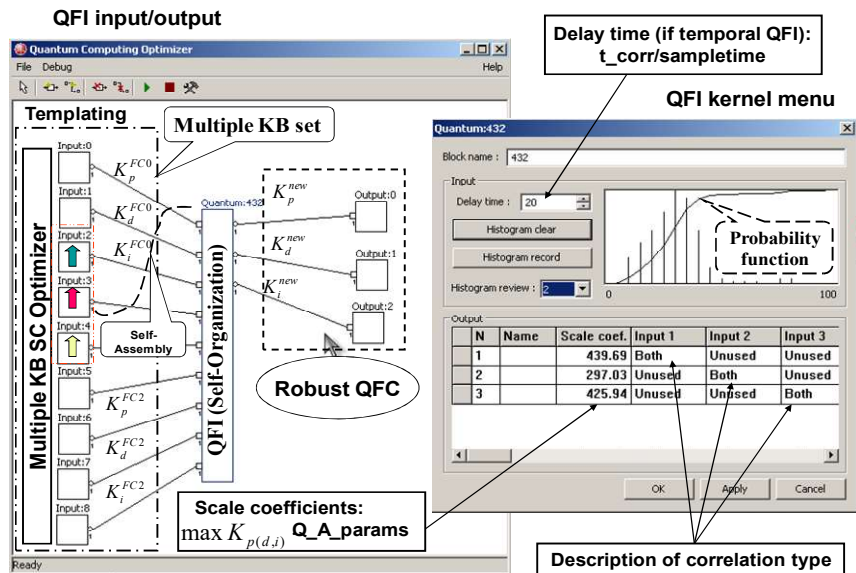 QFI input/output
Quantum Computing Optimizer
File Debug Help
Templating
Multiple KB set
Multiple KB SC Optimizer
Input:0
Input:1
Input:2
Input:3
Input:4
Input:5
Input:6
Input:7
Input:8
K_p^{FC0}
K_d^{FC0}
K_i^{FC0}
Self-
Assembly
K_p^{FC2}
K_d^{FC2}
K_i^{FC2}
Quantum:432
QFI (Self-Organization)
K_p^{new}
K_d^{new}
K_i^{new}
Output:0
Output:1
Output:2
Robust QFC
Scale coefficients:
max K_{p(d,i)} Q_A_params
Ready
Delay time (if temporal QFI):
t_corr/sampletime
QFI kernel menu
Quantum:432
Block name : 432
Input
Delay time : 20
Histogram clear
Histogram record
Histogram review : 2
0 100
Probability
function
Output
N Name Scale coef. Input 1 Input 2 Input 3
1 439.69 Both Unused Unused
2 297.03 Unused Both Unused
3 425.94 Unused Unused Both
OK Apply Cancel
Description of correlation type